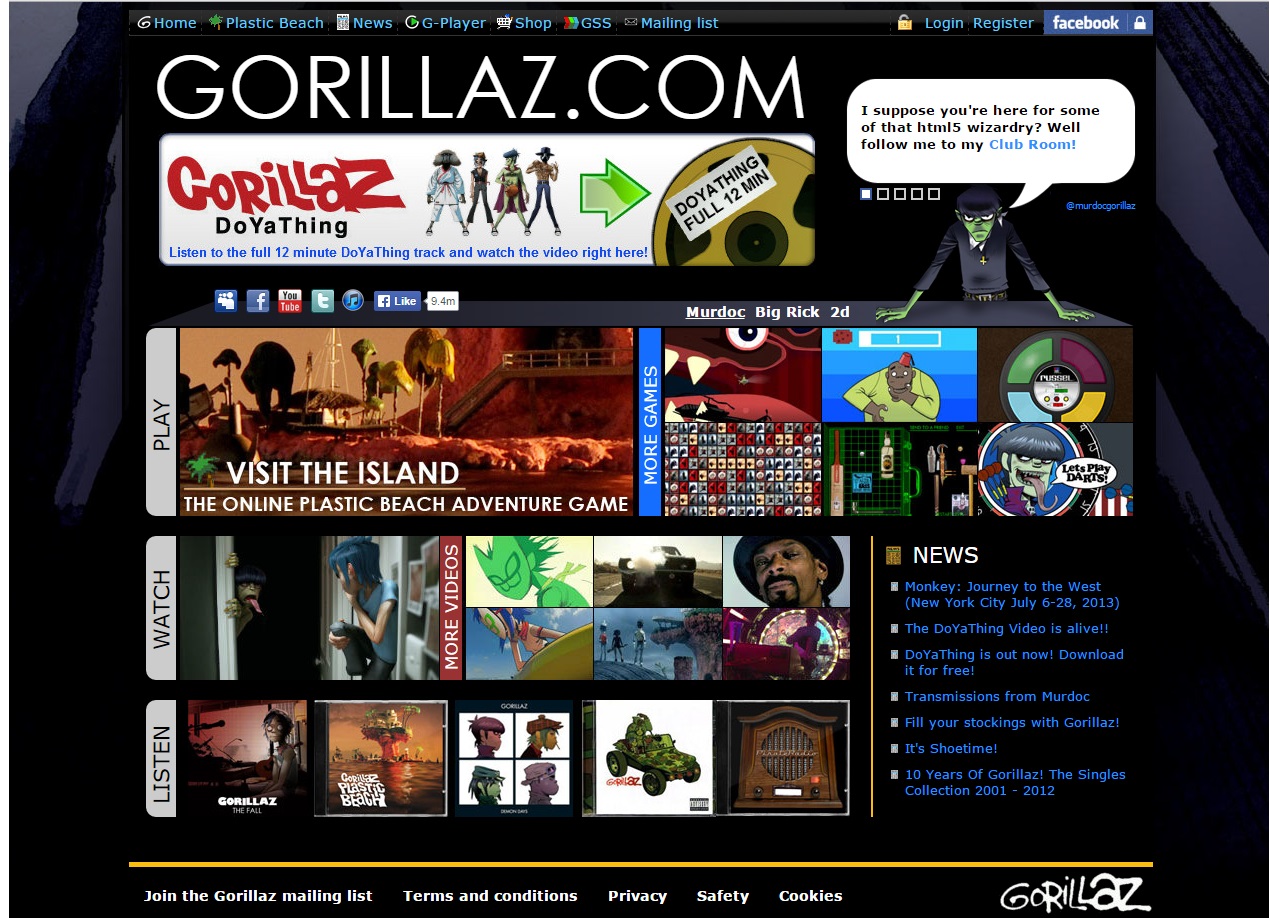 Home Plastic Beach News G-Player Shop GSS Mailing list Login Register facebook
GORILLAZ.COM
I suppose you're here for some
of that html5 wizardry? Well
follow me to my Club Room!
@murdocgorillaz
GORILLAZ
DoYaThing
Listen to the full 12 minute DoYaThing track and watch the video right here!
DOYATHING
FULL 12 MIN
You
Tube
f Like 9.4m
Murdoc Big Rick 2d
PLAY
VISIT THE ISLAND
THE ONLINE PLASTIC BEACH ADVENTURE GAME
MORE GAMES
1
RUSSEL
LETS PLAY
DARTS!
WATCH
MORE VIDEOS
NEWS
Monkey: Journey to the West
(New York City July 6-28, 2013)
The DoYaThing Video is alive!!
DoYaThing is out now! Download
it for free!
Transmissions from Murdoc
Fill your stockings with Gorillaz!
It's Shoetime!
10 Years Of Gorillaz! The Singles
Collection 2001 - 2012
LISTEN
GORILLAZ
THE FALL
GORILLAZ
PLASTIC
BEACH
GORILLAZ
DEMON DAYS
GORILLAZ
PirateRadio
Join the Gorillaz mailing list Terms and conditions Privacy Safety Cookies
GORILLAZ